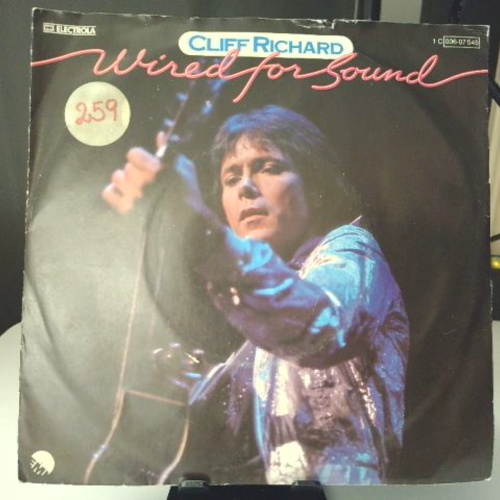 ELECTROLA
CLIFF RICHARD
1 C 006-07 545
Wired for Sound
259
EMI